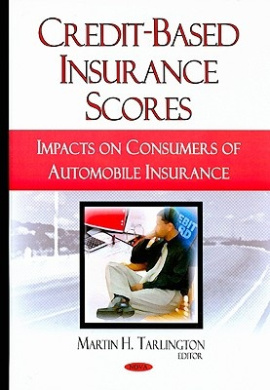 CREDIT-BASED
INSURANCE
SCORES
IMPACTS ON CONSUMERS OF
AUTOMOBILE INSURANCE
MARTIN H. TARLINGTON
EDITOR